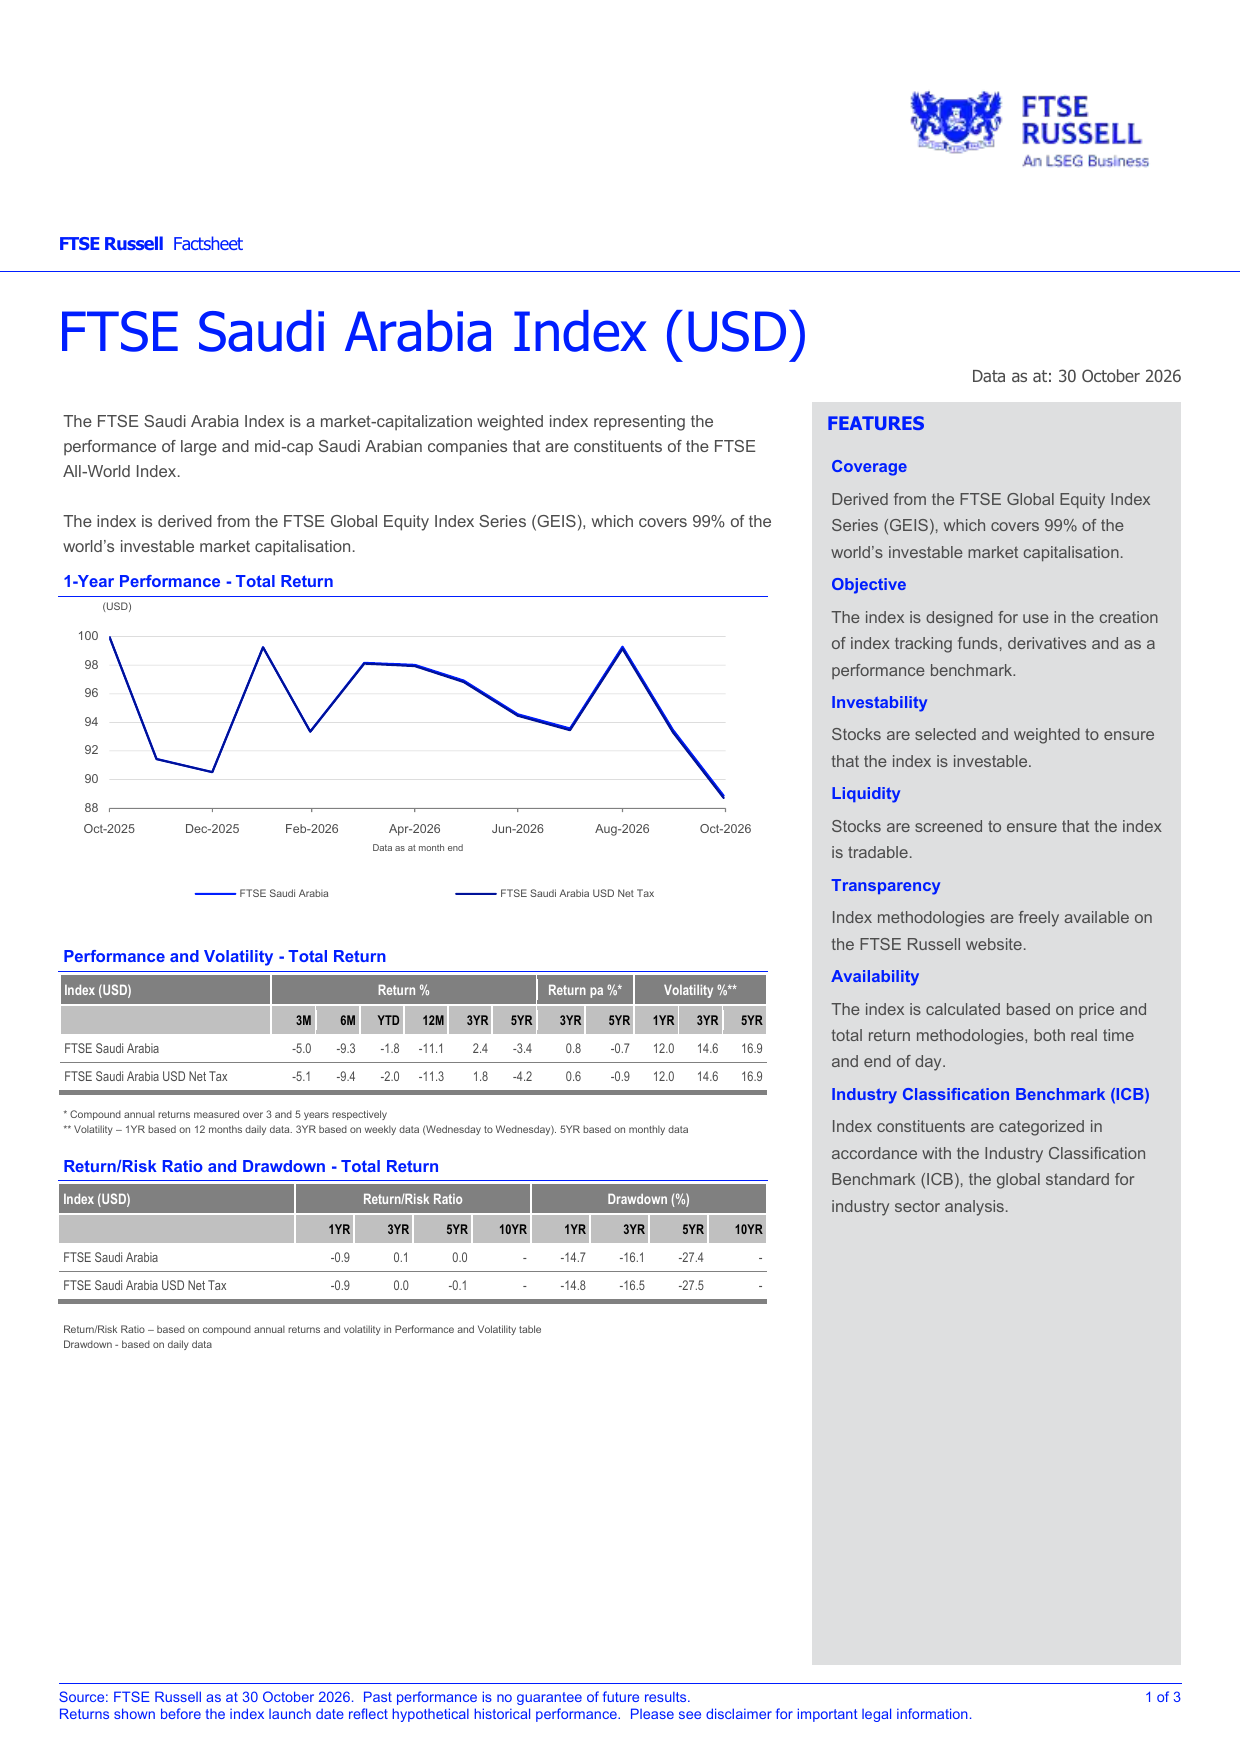 FTSE
RUSSELL
An LSEG Business
FTSE Russell Factsheet
FTSE Saudi Arabia Index (USD)
Data as at: 30 October 2026
The FTSE Saudi Arabia Index is a market-capitalization weighted index representing the
performance of large and mid-cap Saudi Arabian companies that are constituents of the FTSE
All-World Index.
The index is derived from the FTSE Global Equity Index Series (GEIS), which covers 99% of the
world’s investable market capitalisation.
1-Year Performance - Total Return
(USD)
100
98
96
94
92
90
88
Oct-2025 Dec-2025 Feb-2026 Apr-2026 Jun-2026 Aug-2026 Oct-2026
Data as at month end
FTSE Saudi Arabia FTSE Saudi Arabia USD Net Tax
Performance and Volatility - Total Return
Index (USD) Return % Return pa %* Volatility %**
3M 6M YTD 12M 3YR 5YR 3YR 5YR 1YR 3YR 5YR
FTSE Saudi Arabia -5.0 -9.3 -1.8 -11.1 2.4 -3.4 0.8 -0.7 12.0 14.6 16.9
FTSE Saudi Arabia USD Net Tax -5.1 -9.4 -2.0 -11.3 1.8 -4.2 0.6 -0.9 12.0 14.6 16.9
* Compound annual returns measured over 3 and 5 years respectively
** Volatility – 1YR based on 12 months daily data. 3YR based on weekly data (Wednesday to Wednesday). 5YR based on monthly data
Return/Risk Ratio and Drawdown - Total Return
Index (USD) Return/Risk Ratio Drawdown (%)
1YR 3YR 5YR 10YR 1YR 3YR 5YR 10YR
FTSE Saudi Arabia -0.9 0.1 0.0 - -14.7 -16.1 -27.4 -
FTSE Saudi Arabia USD Net Tax -0.9 0.0 -0.1 - -14.8 -16.5 -27.5 -
Return/Risk Ratio – based on compound annual returns and volatility in Performance and Volatility table
Drawdown - based on daily data
FEATURES
Coverage
Derived from the FTSE Global Equity Index
Series (GEIS), which covers 99% of the
world’s investable market capitalisation.
Objective
The index is designed for use in the creation
of index tracking funds, derivatives and as a
performance benchmark.
Investability
Stocks are selected and weighted to ensure
that the index is investable.
Liquidity
Stocks are screened to ensure that the index
is tradable.
Transparency
Index methodologies are freely available on
the FTSE Russell website.
Availability
The index is calculated based on price and
total return methodologies, both real time
and end of day.
Industry Classification Benchmark (ICB)
Index constituents are categorized in
accordance with the Industry Classification
Benchmark (ICB), the global standard for
industry sector analysis.
Source: FTSE Russell as at 30 October 2026. Past performance is no guarantee of future results. 1 of 3
Returns shown before the index launch date reflect hypothetical historical performance. Please see disclaimer for important legal information.